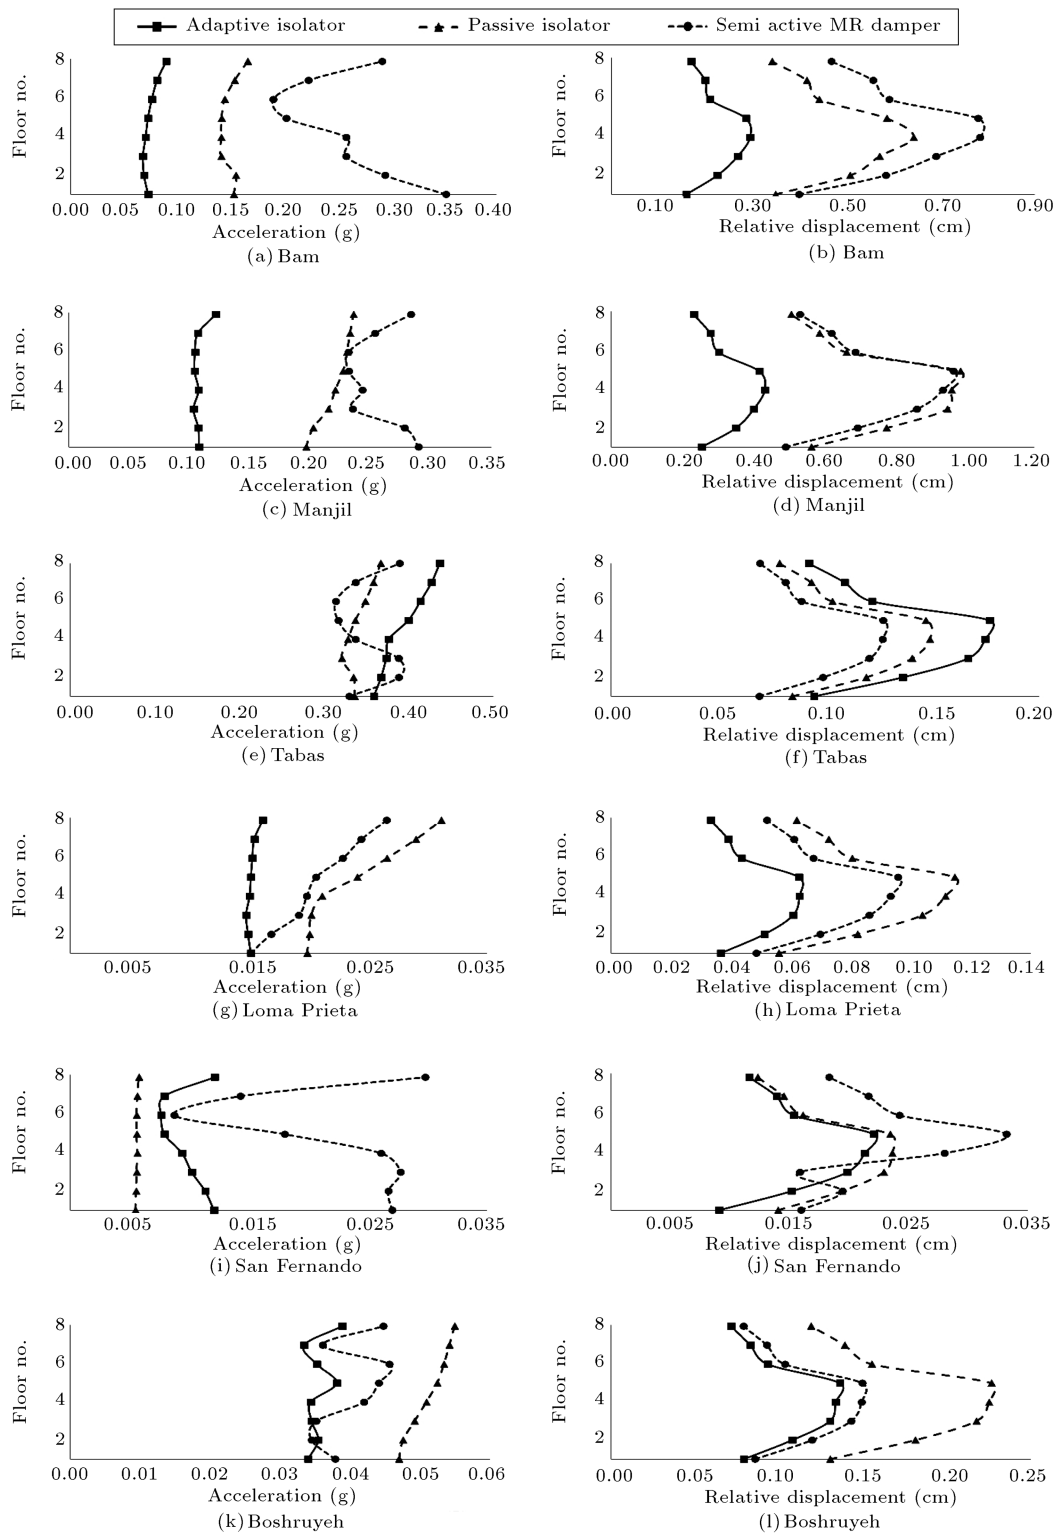 Adaptive isolator Passive isolator Semi active MR damper
8
6
4
2
Floor no.
0.00 0.05 0.10 0.15 0.20 0.25 0.30 0.35 0.40
Acceleration (g)
(a) Bam
8
6
4
2
Floor no.
0.10 0.30 0.50 0.70 0.90
Relative displacement (cm)
(b) Bam
8
6
4
2
Floor no.
0.00 0.05 0.10 0.15 0.20 0.25 0.30 0.35
Acceleration (g)
(c) Manjil
8
6
4
2
Floor no.
0.00 0.20 0.40 0.60 0.80 1.00 1.20
Relative displacement (cm)
(d) Manjil
8
6
4
2
Floor no.
0.00 0.10 0.20 0.30 0.40 0.50
Acceleration (g)
(e) Tabas
8
6
4
2
Floor no.
0.05 0.10 0.15 0.20
Relative displacement (cm)
(f) Tabas
8
6
4
2
Floor no.
0.005 0.015 0.025 0.035
Acceleration (g)
(g) Loma Prieta
8
6
4
2
Floor no.
0.00 0.02 0.04 0.06 0.08 0.10 0.12 0.14
Relative displacement (cm)
(h) Loma Prieta
8
6
4
2
Floor no.
0.005 0.015 0.025 0.035
Acceleration (g)
(i) San Fernando
8
6
4
2
Floor no.
0.005 0.015 0.025 0.035
Relative displacement (cm)
(j) San Fernando
8
6
4
2
Floor no.
0.00 0.01 0.02 0.03 0.04 0.05 0.06
Acceleration (g)
(k) Boshruyeh
8
6
4
2
Floor no.
0.00 0.05 0.10 0.15 0.20 0.25
Relative displacement (cm)
(l) Boshruyeh